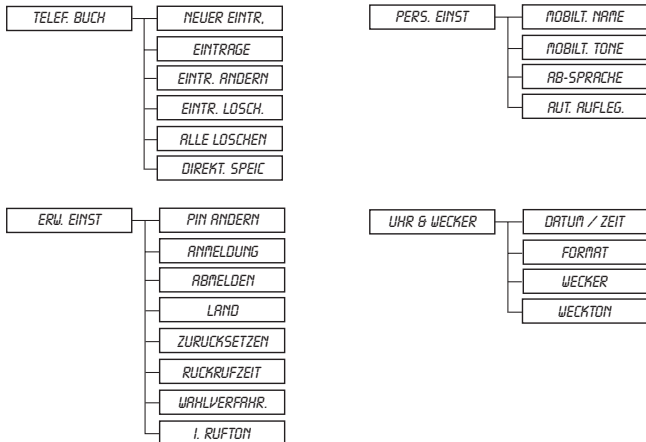 TELEF. BUCH
NEUER EINTR,
EINTRAGE
EINTR. ANDERN
EINTR. LOSCH.
ALLE LOSCHEN
DIREKT. SPEIC
PERS. EINST
MOBILT. NAME
MOBILT. TONE
AB-SPRACHE
AUT. AUFLEG.
ERW. EINST
PIN ANDERN
ANMELDUNG
ABMELDEN
LAND
ZURUCKSETZEN
RUCKRUFZEIT
WAHLVERFAHR.
1. RUFTON
UHR & WECKER
DATUM / ZEIT
FORMAT
WECKER
WECKTON